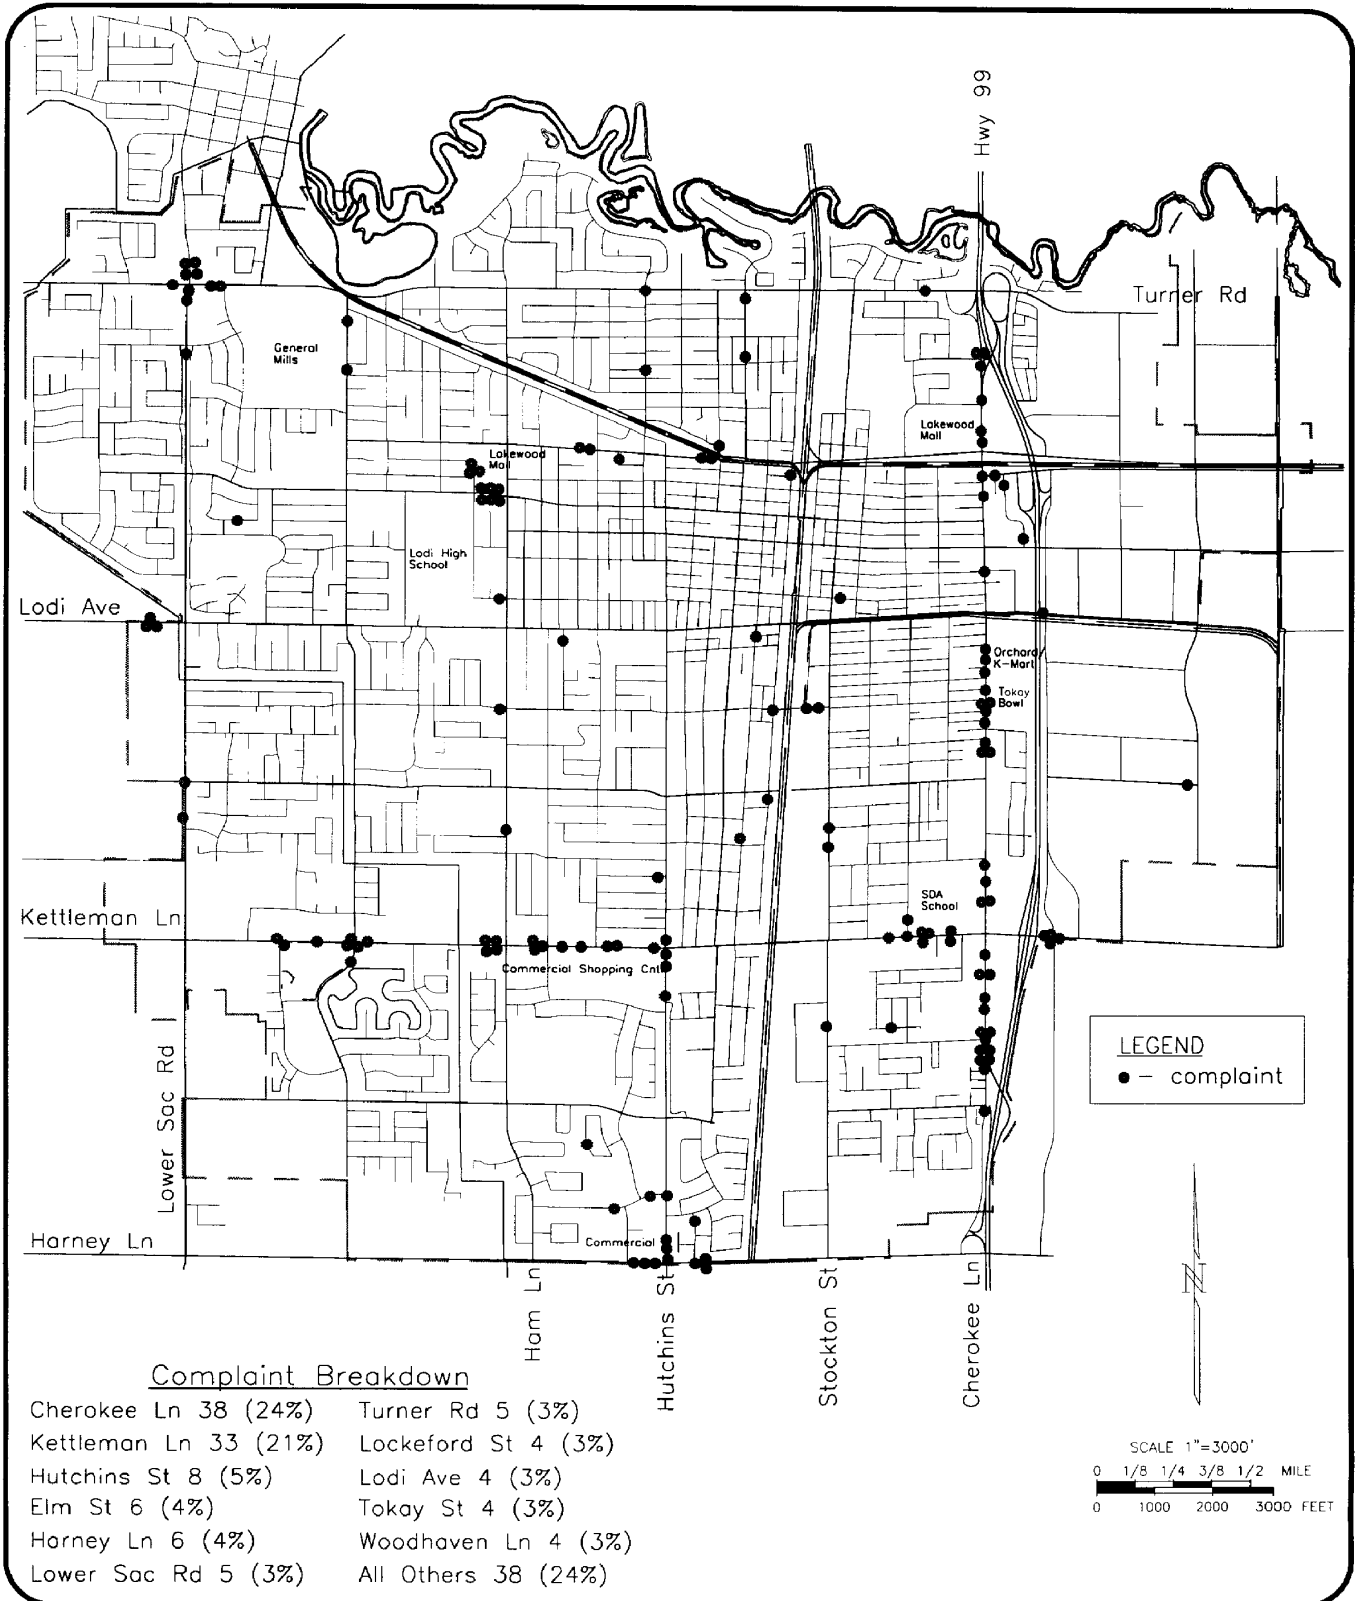 Hwy 99
Turner Rd
General
Mills
Lakewood
Mall
Lakewood
Mall
Lodi High
School
Lodi Ave
Orchard/
K-Mart
Tokay
Bowl
SDA
School
Kettleman Ln
Commercial Shopping Cnt
LEGEND
● - complaint
Lower Sac Rd
Harney Ln
Commercial
N
Ham Ln
Hutchins St
Stockton St
Cherokee Ln
Complaint Breakdown
Cherokee Ln 38 (24%)
Kettleman Ln 33 (21%)
Hutchins St 8 (5%)
Elm St 6 (4%)
Harney Ln 6 (4%)
Lower Sac Rd 5 (3%)
Turner Rd 5 (3%)
Lockeford St 4 (3%)
Lodi Ave 4 (3%)
Tokay St 4 (3%)
Woodhaven Ln 4 (3%)
All Others 38 (24%)
SCALE 1"=3000'
0 1/8 1/4 3/8 1/2 MILE
0 1000 2000 3000 FEET